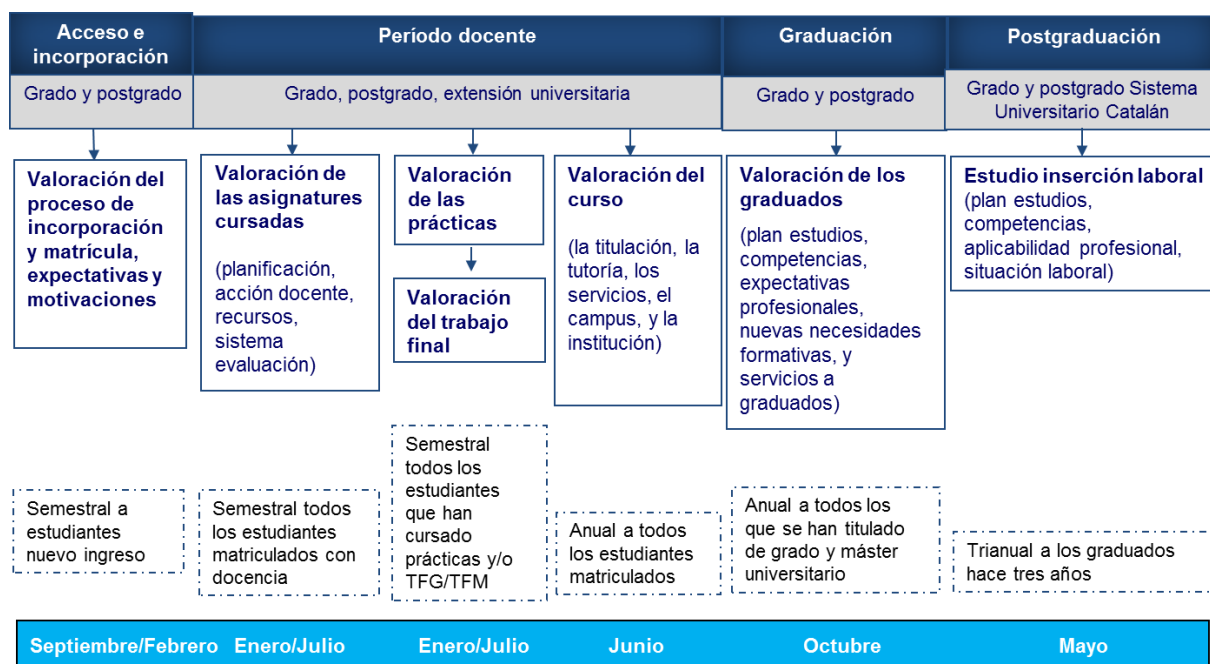 Acceso e
incorporación
Período docente
Graduación
Postgraduación
Grado y postgrado
Grado, postgrado, extensión universitaria
Grado y postgrado
Grado y postgrado Sistema
Universitario Catalán
Valoración del
proceso de
incorporación
y matrícula,
expectativas y
motivaciones
Valoración de
las asignatures
cursadas
(planificación,
acción docente,
recursos,
sistema
evaluación)
Valoración
de las
prácticas
Valoración
del trabajo
final
Valoración del
curso
(la titulación, la
tutoría, los
servicios, el
campus, y la
institución)
Valoración de los
graduados
(plan estudios,
competencias,
expectativas
profesionales,
nuevas necesidades
formativas, y
servicios a
graduados)
Estudio inserción laboral
(plan estudios,
competencias,
aplicabilidad profesional,
situación laboral)
Semestral a
estudiantes
nuevo ingreso
Semestral todos
los estudiantes
matriculados con
docencia
Semestral
todos los
estudiantes
que han
cursado
prácticas y/o
TFG/TFM
Anual a todos
los estudiantes
matriculados
Anual a todos los
que se han titulado
de grado y máster
universitario
Trianual a los graduados
hace tres años
Septiembre/Febrero
Enero/Julio
Enero/Julio
Junio
Octubre
Mayo